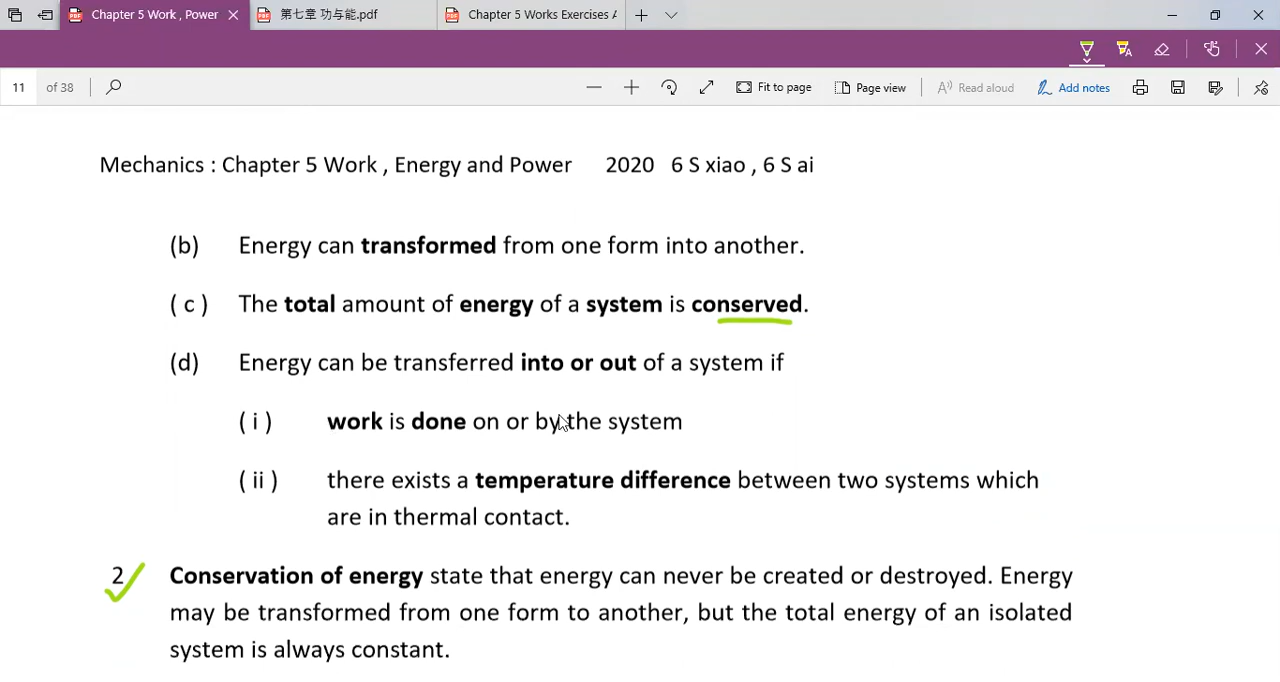 Chapter 5 Work , Power
第七章 功与能.pdf
Chapter 5 Works Exercises
11 of 38
Fit to page
Page view
Read aloud
Add notes
Mechanics : Chapter 5 Work , Energy and Power 2020 6 S xiao , 6 S ai
(b) Energy can transformed from one form into another.
( c ) The total amount of energy of a system is conserved.
(d) Energy can be transferred into or out of a system if
( i ) work is done on or by the system
( ii ) there exists a temperature difference between two systems which
are in thermal contact.
2 Conservation of energy state that energy can never be created or destroyed. Energy
may be transformed from one form to another, but the total energy of an isolated
system is always constant.